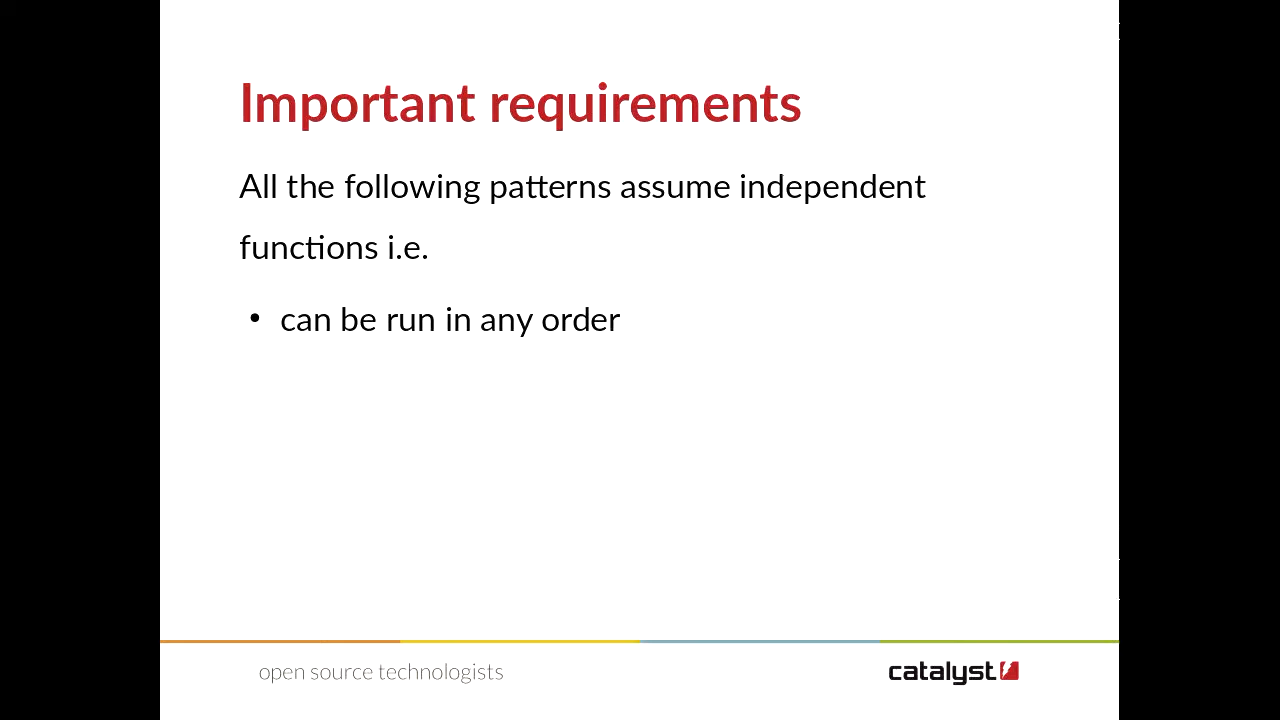 Important requirements
All the following patterns assume independent
functions i.e.
• can be run in any order
open source technologists
catalyst